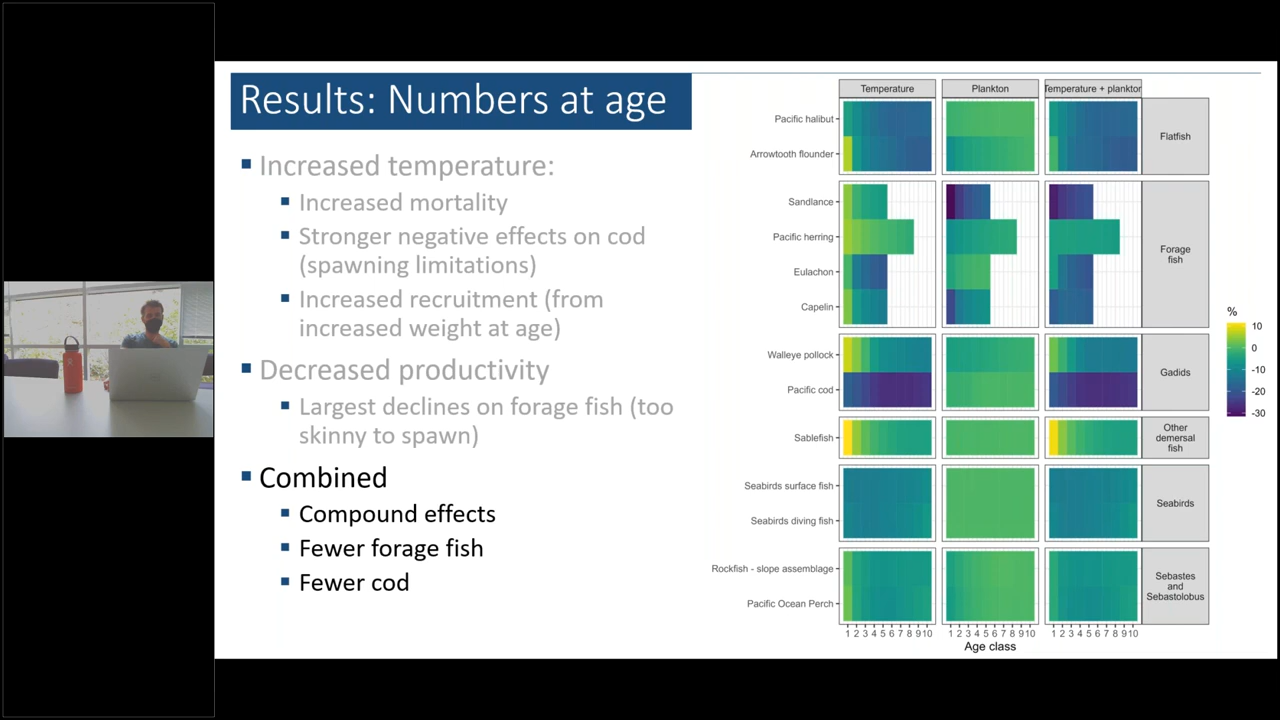 Results: Numbers at age
Increased temperature:
Increased mortality
Stronger negative effects on cod
(spawning limitations)
Increased recruitment (from
increased weight at age)
Decreased productivity
Largest declines on forage fish (too
skinny to spawn)
Combined
Compound effects
Fewer forage fish
Fewer cod
Temperature
Plankton
Temperature + plankton
Pacific halibut
Arrowtooth flounder
Flatfish
Sandlance
Pacific herring
Eulachon
Capelin
Forage
fish
Walleye pollock
Pacific cod
Gadids
Sablefish
Other
demersal
fish
Seabirds surface fish
Seabirds diving fish
Seabirds
Rockfish - slope assemblage
Pacific Ocean Perch
Sebastes
and
Sebastolobus
1 2 3 4 5 6 7 8 9 10
1 2 3 4 5 6 7 8 9 10
1 2 3 4 5 6 7 8 9 10
Age class
%
10
0
-10
-20
-30